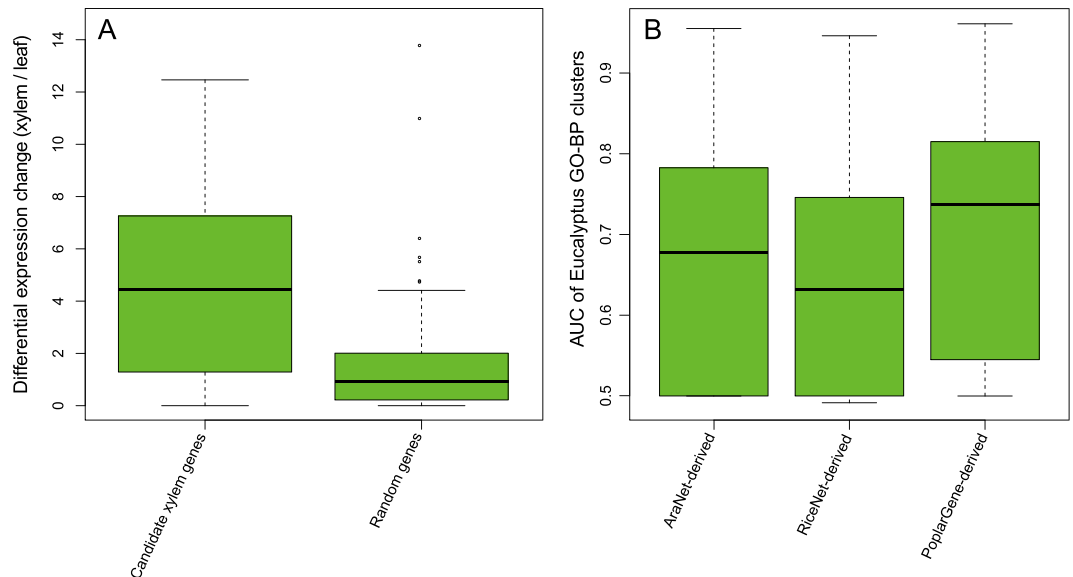 A
Differential expression change (xylem / leaf)
14
12
10
8
6
4
2
0
Candidate xylem genes
Random genes
B
AUC of Eucalyptus GO-BP clusters
0.9
0.8
0.7
0.6
0.5
AraNet-derived
RiceNet-derived
PoplarGene-derived